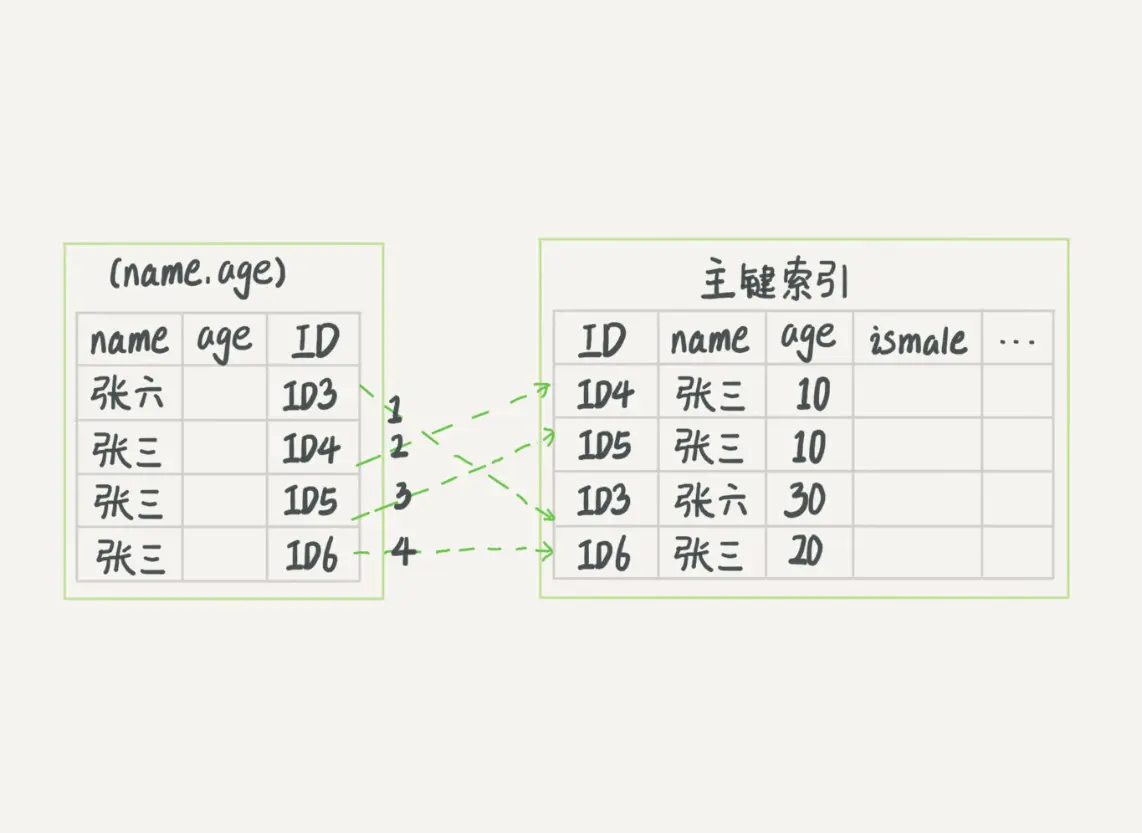 (name.age)
name age ID
张六 ID3
张三 ID4
张三 ID5
张三 ID6
1
2
3
4
主键索引
ID name age ismale ...
ID4 张三 10
ID5 张三 10
ID3 张六 30
ID6 张三 20